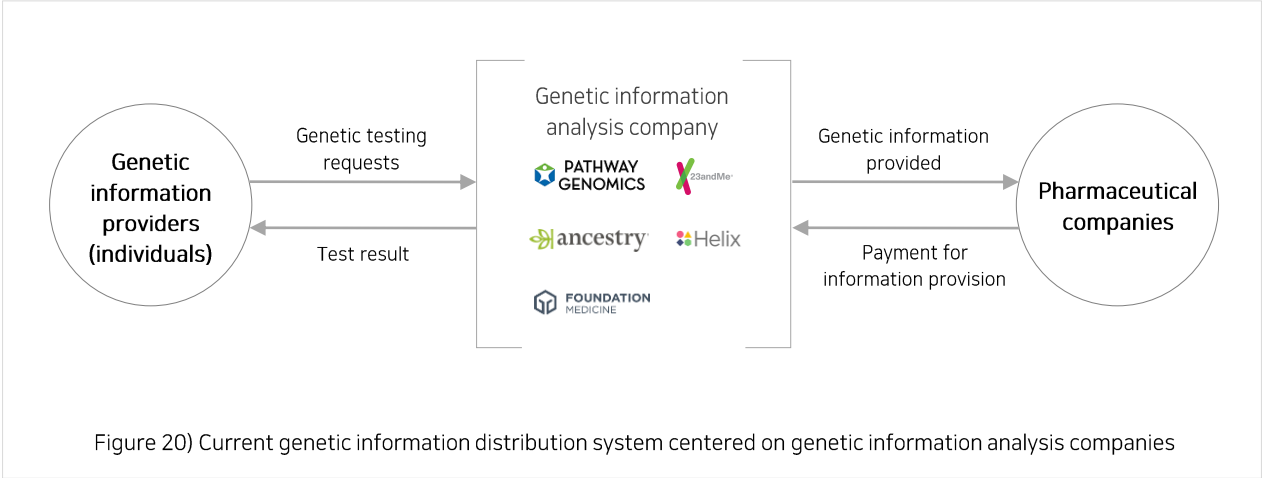 Genetic information
analysis company
Genetic
information
providers
(individuals)
Genetic testing
requests
Test result
PATHWAY
GENOMICS
23andMe
ancestry
Helix
FOUNDATION
MEDICINE
Genetic information
provided
Payment for
information provision
Pharmaceutical
companies
Figure 20) Current genetic information distribution system centered on genetic information analysis companies